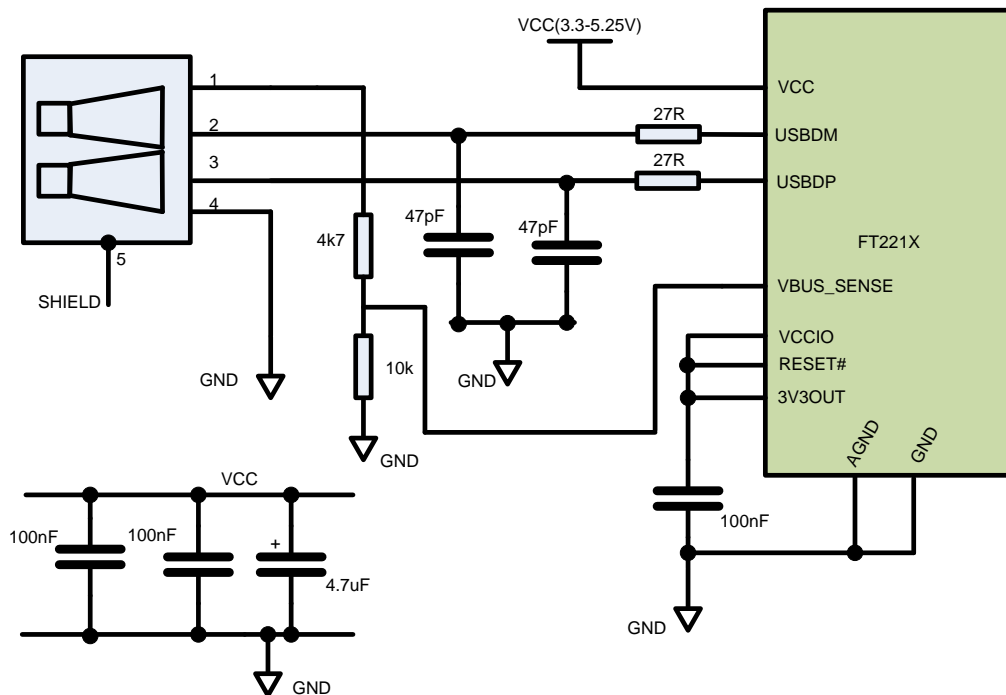 VCC(3.3-5.25V)
1
VCC
2
27R
USBDM
3
27R
USBDP
4
47pF
47pF
4k7
FT221X
5
SHIELD
VBUS_SENSE
VCCIO
RESET#
GND
10k
GND
3V3OUT
GND
AGND
GND
VCC
100nF
100nF
100nF
+
4.7uF
GND
GND